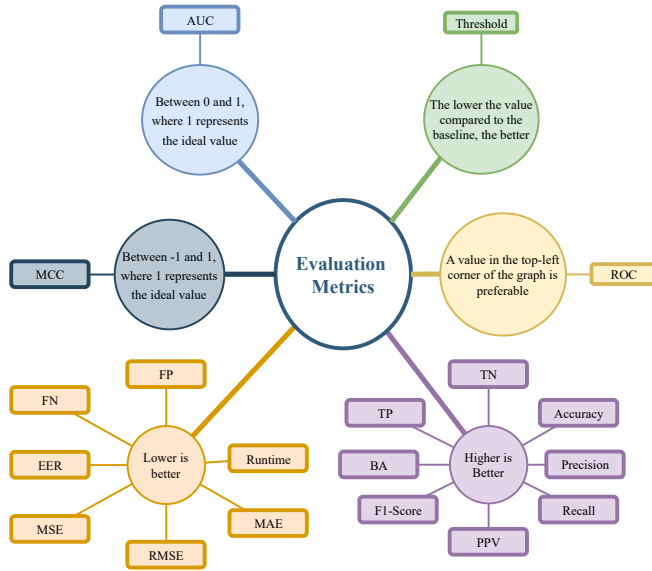 AUC
Threshold
Between 0 and 1,
where 1 represents
the ideal value
The lower the value
compared to the
baseline, the better
Evaluation
Metrics
MCC
Between -1 and 1,
where 1 represents
the ideal value
A value in the top-left
corner of the graph is
preferable
ROC
FP
FN
Lower is
better
EER
Runtime
MSE
MAE
RMSE
TN
TP
Accuracy
Higher is
Better
BA
Precision
F1-Score
Recall
PPV